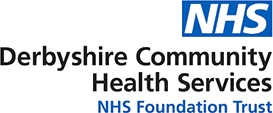 NHS
Derbyshire Community
Health Services
NHS Foundation Trust